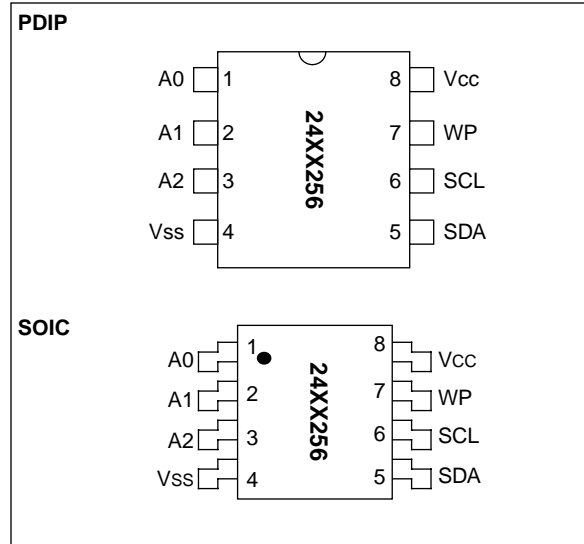 PDIP
A0 1 8 Vcc
A1 2 7 WP
24XX256
A2 3 6 SCL
Vss 4 5 SDA
SOIC
A0 1 8 Vcc
A1 2 7 WP
24XX256
A2 3 6 SCL
Vss 4 5 SDA